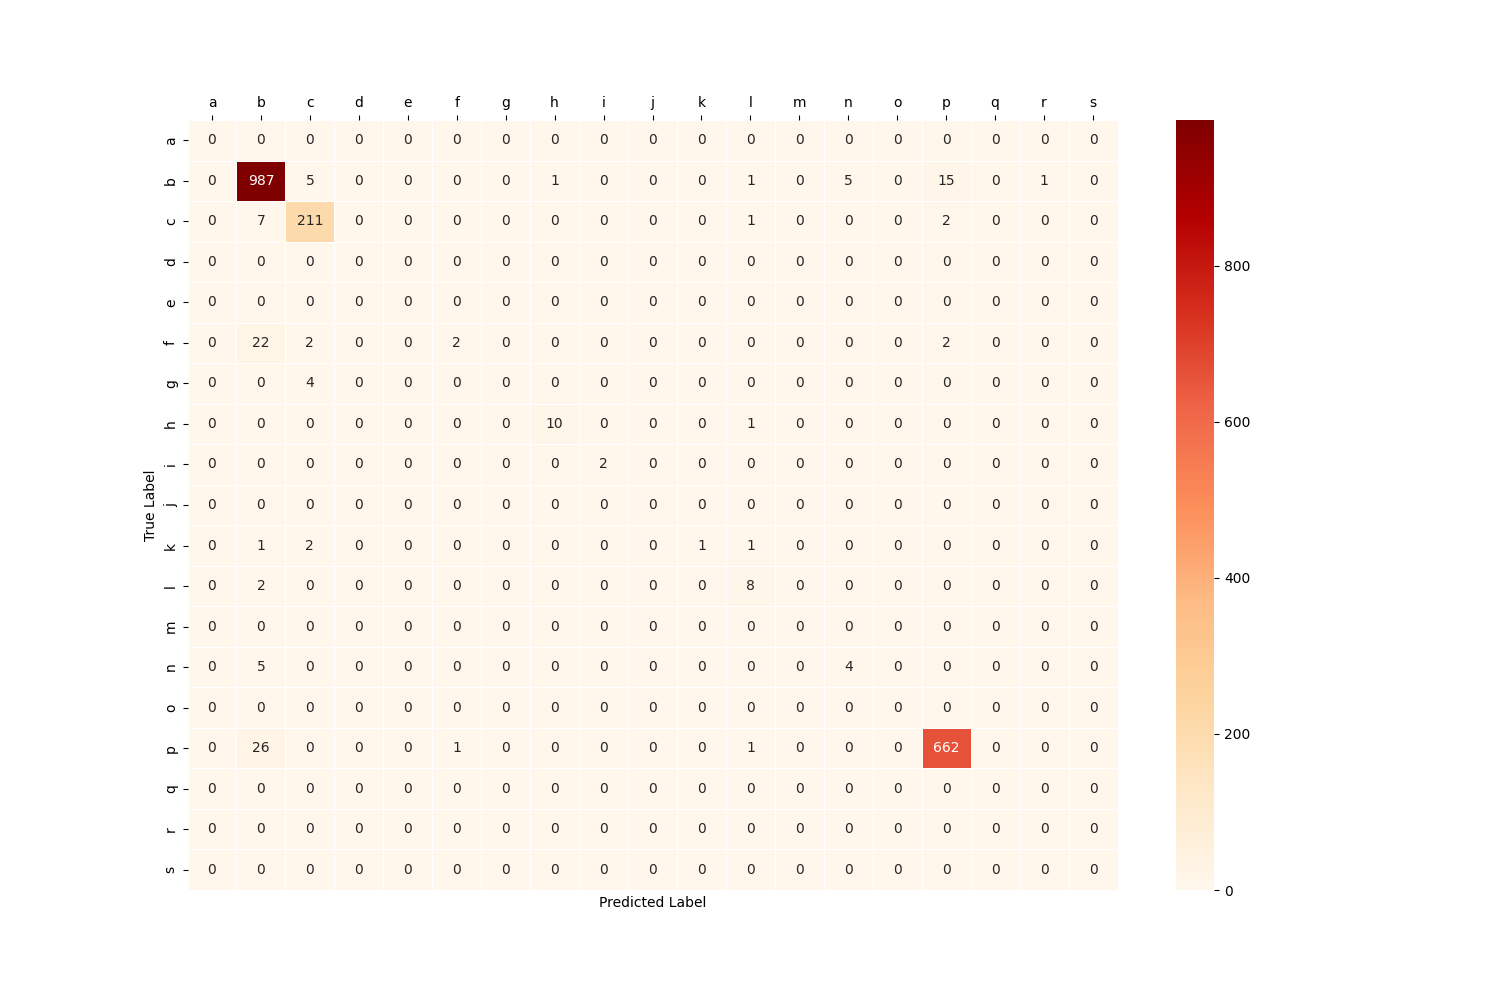 a b c d e f g h i j k l m n o p q r s
a 0 0 0 0 0 0 0 0 0 0 0 0 0 0 0 0 0 0 0
b 0 987 5 0 0 0 0 1 0 0 0 1 0 5 0 15 0 1 0
c 0 7 211 0 0 0 0 0 0 0 0 1 0 0 0 2 0 0 0
d 0 0 0 0 0 0 0 0 0 0 0 0 0 0 0 0 0 0 0
e 0 0 0 0 0 0 0 0 0 0 0 0 0 0 0 0 0 0 0
f 0 22 2 0 0 2 0 0 0 0 0 0 0 0 0 2 0 0 0
g 0 0 4 0 0 0 0 0 0 0 0 0 0 0 0 0 0 0 0
h 0 0 0 0 0 0 0 10 0 0 0 1 0 0 0 0 0 0 0
i 0 0 0 0 0 0 0 0 2 0 0 0 0 0 0 0 0 0 0
j 0 0 0 0 0 0 0 0 0 0 0 0 0 0 0 0 0 0 0
k 0 1 2 0 0 0 0 0 0 0 1 1 0 0 0 0 0 0 0
l 0 2 0 0 0 0 0 0 0 0 0 8 0 0 0 0 0 0 0
m 0 0 0 0 0 0 0 0 0 0 0 0 0 0 0 0 0 0 0
n 0 5 0 0 0 0 0 0 0 0 0 0 0 4 0 0 0 0 0
o 0 0 0 0 0 0 0 0 0 0 0 0 0 0 0 0 0 0 0
p 0 26 0 0 0 1 0 0 0 0 0 1 0 0 0 662 0 0 0
q 0 0 0 0 0 0 0 0 0 0 0 0 0 0 0 0 0 0 0
r 0 0 0 0 0 0 0 0 0 0 0 0 0 0 0 0 0 0 0
s 0 0 0 0 0 0 0 0 0 0 0 0 0 0 0 0 0 0 0
True Label
Predicted Label
800
600
400
200
0